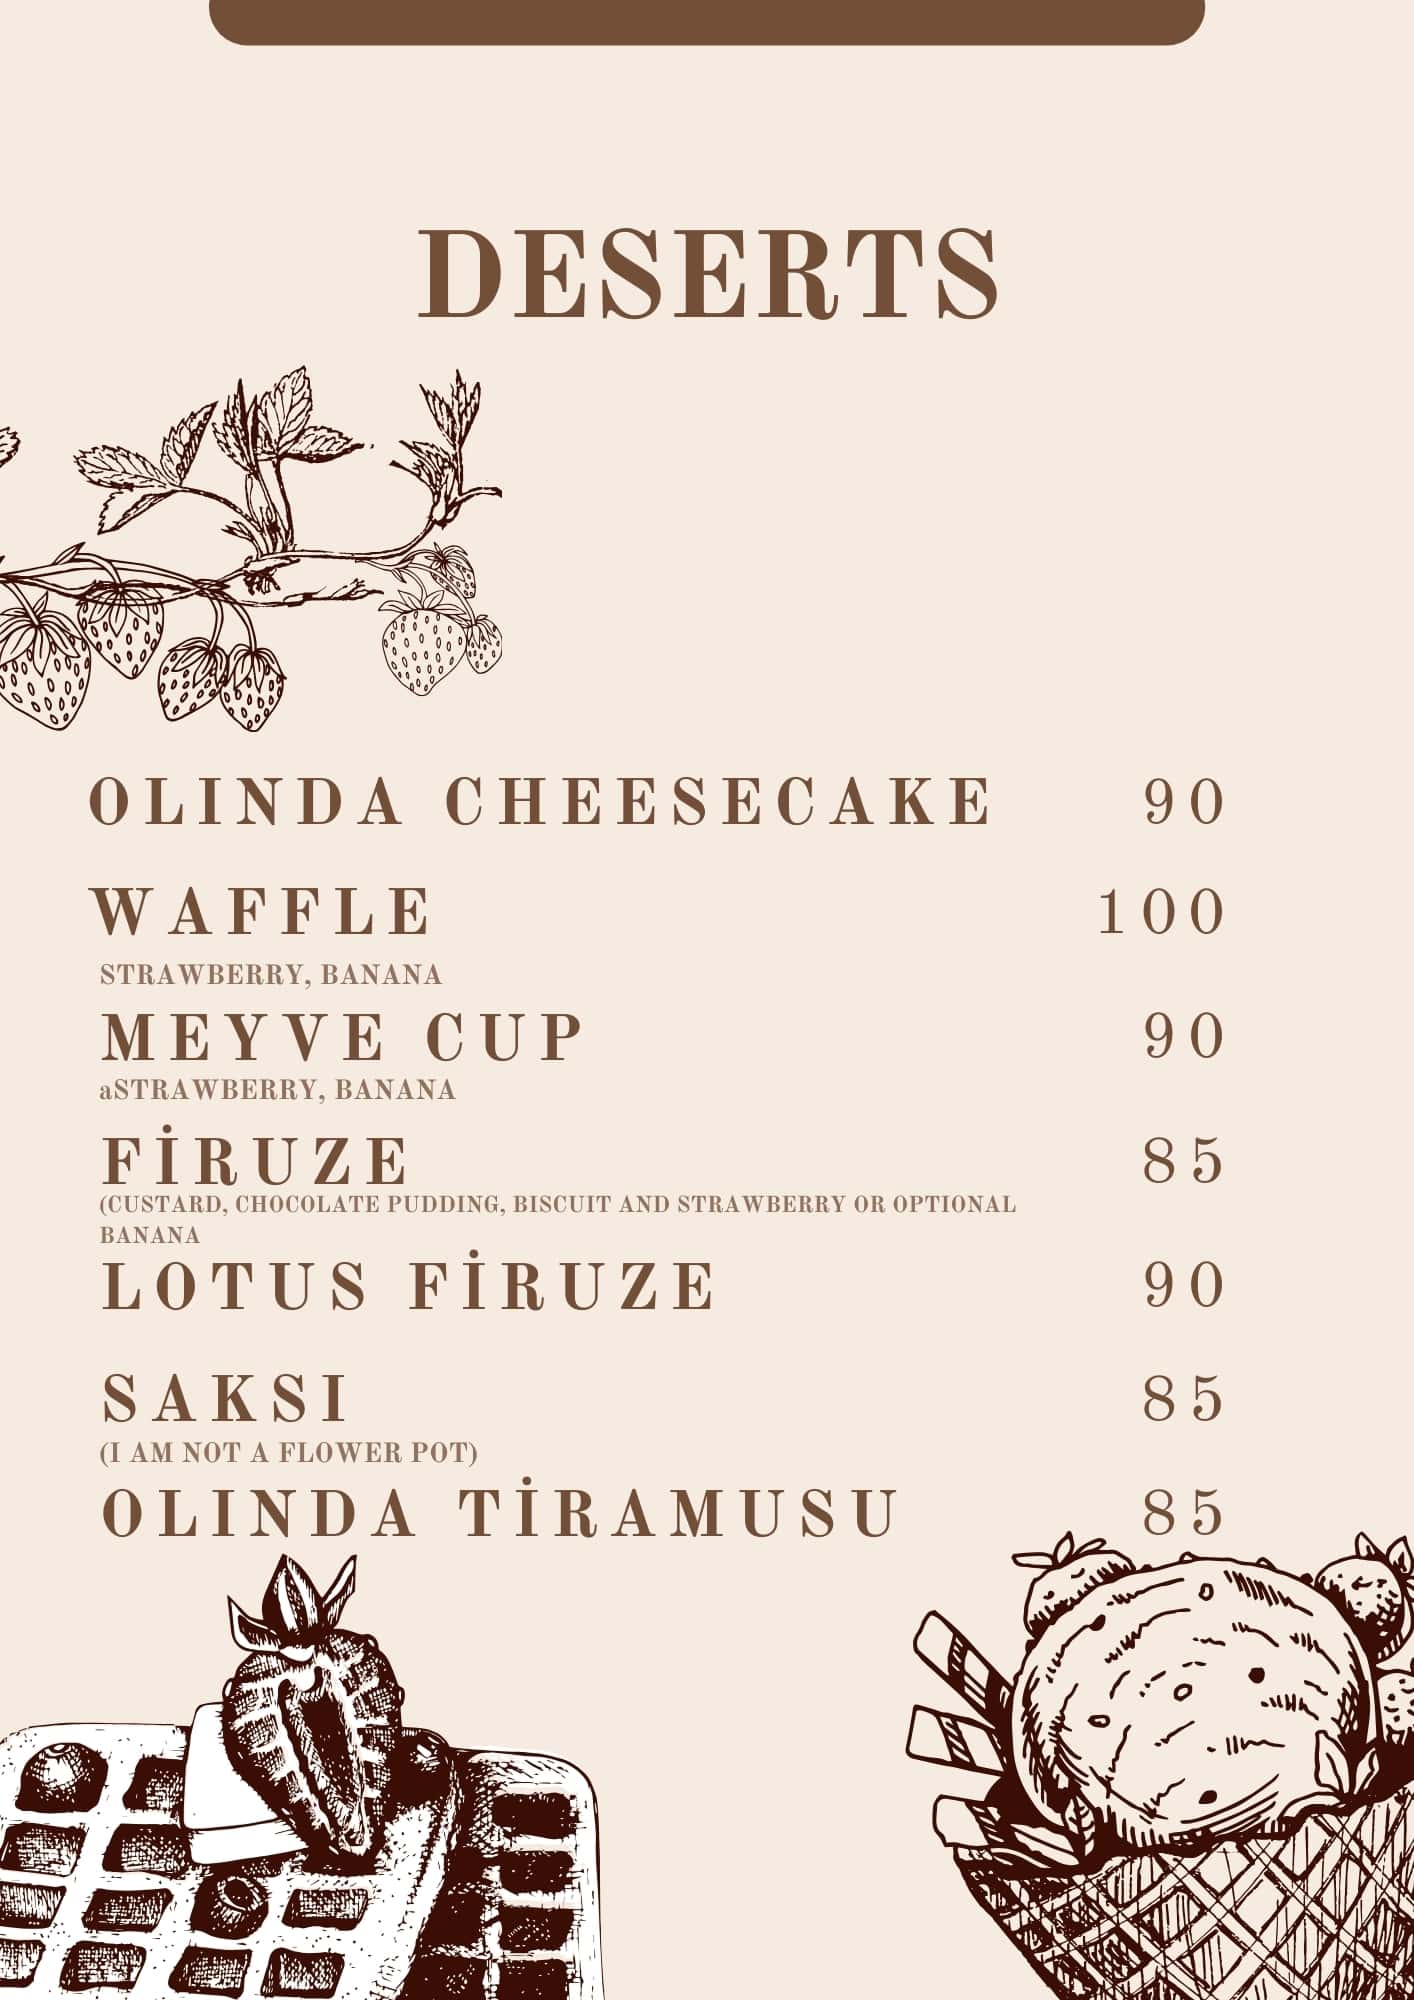 DESERTS
OLINDA CHEESECAKE 90
WAFFLE 100
STRAWBERRY, BANANA
MEYVE CUP 90
aSTRAWBERRY, BANANA
FİRUZE 85
(CUSTARD, CHOCOLATE PUDDING, BISCUIT AND STRAWBERRY OR OPTIONAL
BANANA
LOTUS FİRUZE 90
SAKSI 85
(I AM NOT A FLOWER POT)
OLINDA TİRAMUSU 85